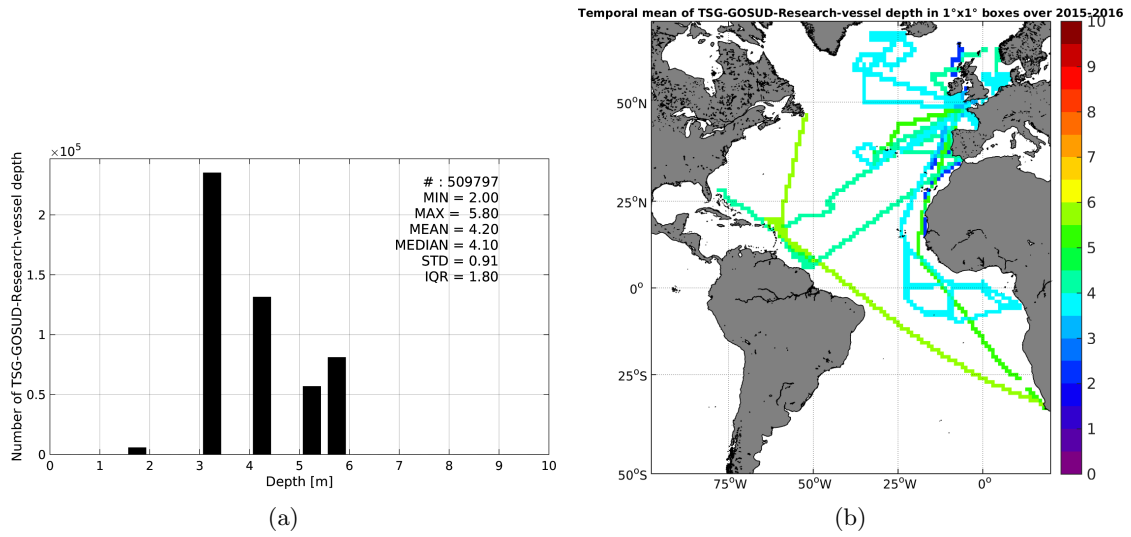 ×10⁵
Number of TSG-GOSUD-Research-vessel depth
2
1.5
1
0.5
0
# : 509797
MIN = 2.00
MAX = 5.80
MEAN = 4.20
MEDIAN = 4.10
STD = 0.91
IQR = 1.80
0 1 2 3 4 5 6 7 8 9 10
Depth [m]
(a)
Temporal mean of TSG-GOSUD-Research-vessel depth in 1°x1° boxes over 2015-2016
50°N
25°N
0°
25°S
50°S
75°W 50°W 25°W 0°
10
9
8
7
6
5
4
3
2
1
0
(b)